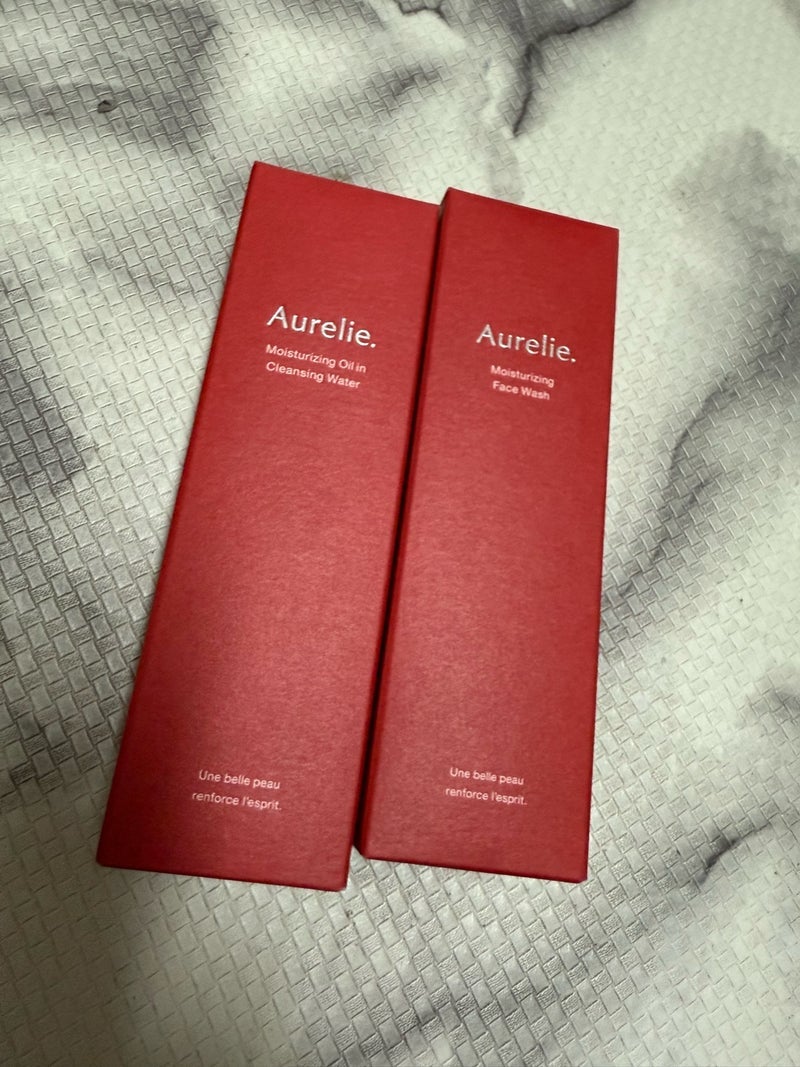 Aurelie.
Moisturizing Oil in
Cleansing Water
Une belle peau
renforce l'esprit.
Aurelie.
Moisturizing
Face Wash
Une belle peau
renforce l'esprit.